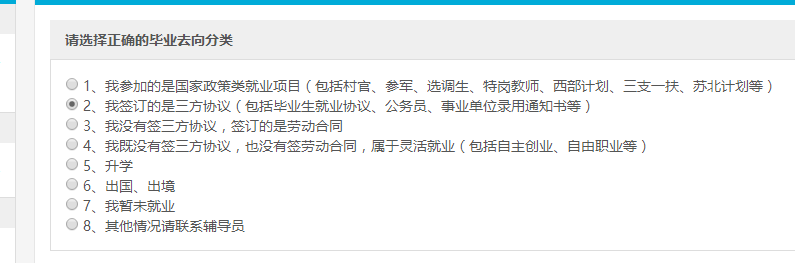 请选择正确的毕业去向分类
1、我参加的是国家政策类就业项目（包括村官、参军、选调生、特岗教师、西部计划、三支一扶、苏北计划等）
2、我签订的是三方协议（包括毕业生就业协议、公务员、事业单位录用通知书等）
3、我没有签三方协议，签订的是劳动合同
4、我既没有签三方协议，也没有签劳动合同，属于灵活就业（包括自主创业、自由职业等）
5、升学
6、出国、出境
7、我暂未就业
8、其他情况请联系辅导员